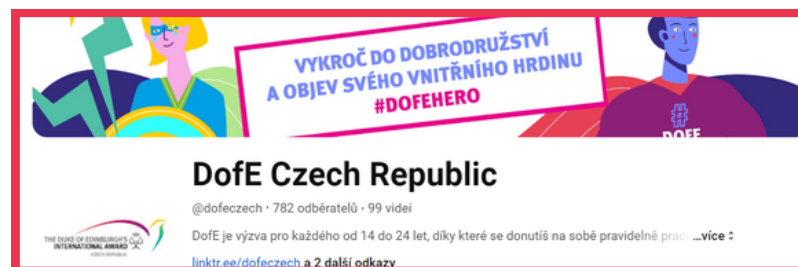 VYKROČ DO DOBRODRUŽSTVÍ
A OBJEV SVÉHO VNITŘNÍHO HRDINU
#DOFEHERO
#
DOFE
DofE Czech Republic
@dofeczech · 782 odběratelů · 99 videí
THE DUKE OF EDINBURGH'S
INTERNATIONAL AWARD
CZECH REPUBLIC
DofE je výzva pro každého od 14 do 24 let, díky které se donutíš na sobě pravidelně prac ...více
linktr.ee/dofeczech a 2 další odkazy